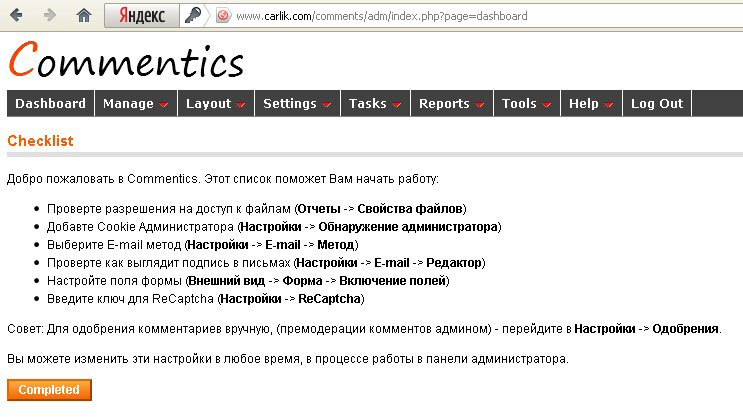 Яндекс www.carlik.com/comments/adm/index.php?page=dashboard
Commentics
Dashboard Manage Layout Settings Tasks Reports Tools Help Log Out
Checklist
Добро пожаловать в Commentics. Этот список поможет Вам начать работу:
Проверте разрешения на доступ к файлам (Отчеты -> Свойства файлов)
Добавте Cookie Администратора (Настройки -> Обнаружение администратора)
Выберите E-mail метод (Настройки -> E-mail -> Метод)
Проверте как выглядит подпись в письмах (Настройки -> E-mail -> Редактор)
Настройте поля формы (Внешний вид -> Форма -> Включение полей)
Введите ключ для ReCaptcha (Настройки -> ReCaptcha)
Совет: Для одобрения комментариев вручную, (премодерации комментов админом) - перейдите в Настройки -> Одобрения.
Вы можете изменить эти настройки в любое время, в процессе работы в панели администратора.
Completed